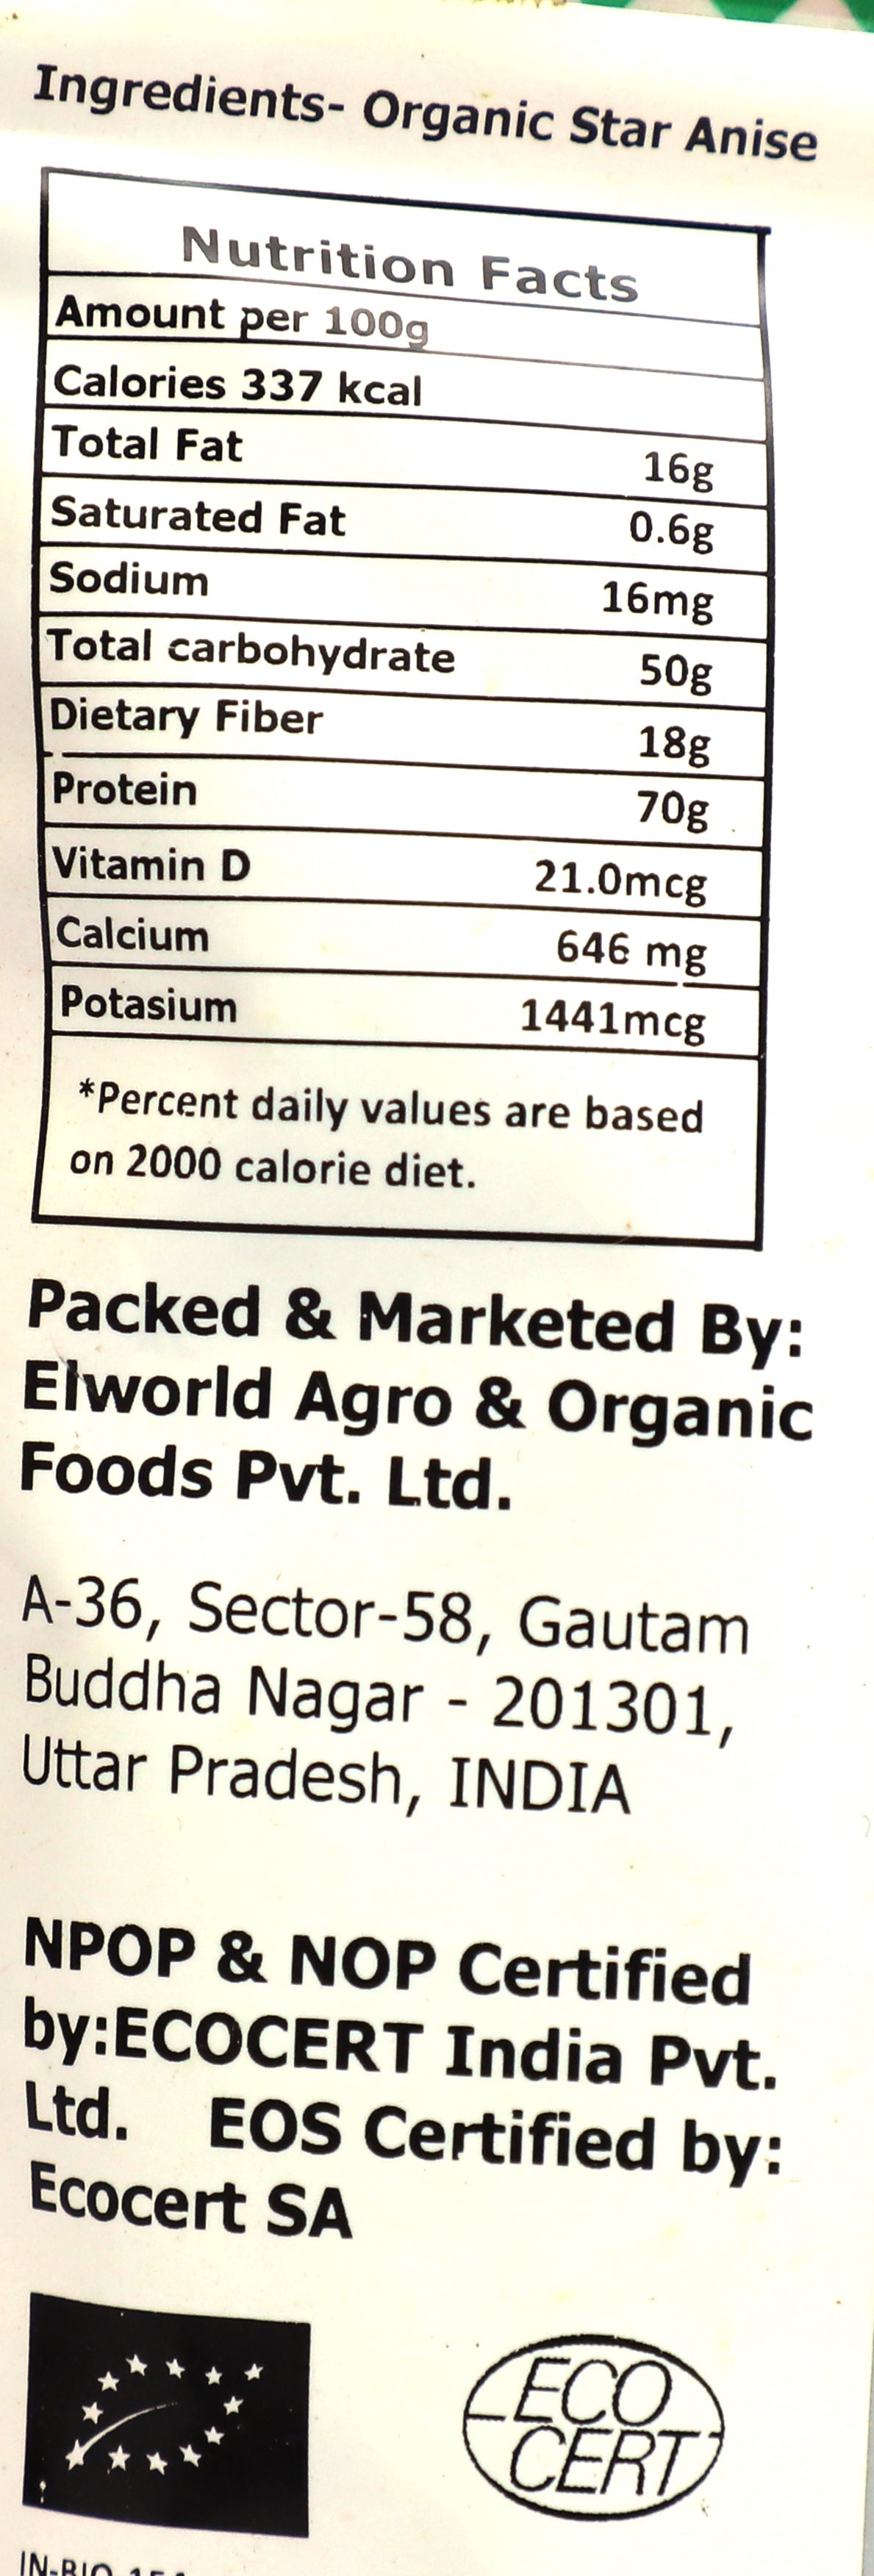 Ingredients- Organic Star Anise
Nutrition Facts
Amount per 100g
Calories 337 kcal
Total Fat 16g
Saturated Fat 0.6g
Sodium 16mg
Total carbohydrate 50g
Dietary Fiber 18g
Protein 70g
Vitamin D 21.0mcg
Calcium 646 mg
Potasium 1441mcg
*Percent daily values are based
on 2000 calorie diet.
Packed & Marketed By:
Elworld Agro & Organic
Foods Pvt. Ltd.
A-36, Sector-58, Gautam
Buddha Nagar - 201301,
Uttar Pradesh, INDIA
NPOP & NOP Certified
by:ECOCERT India Pvt.
Ltd. EOS Certified by:
Ecocert SA
ECO
CERT